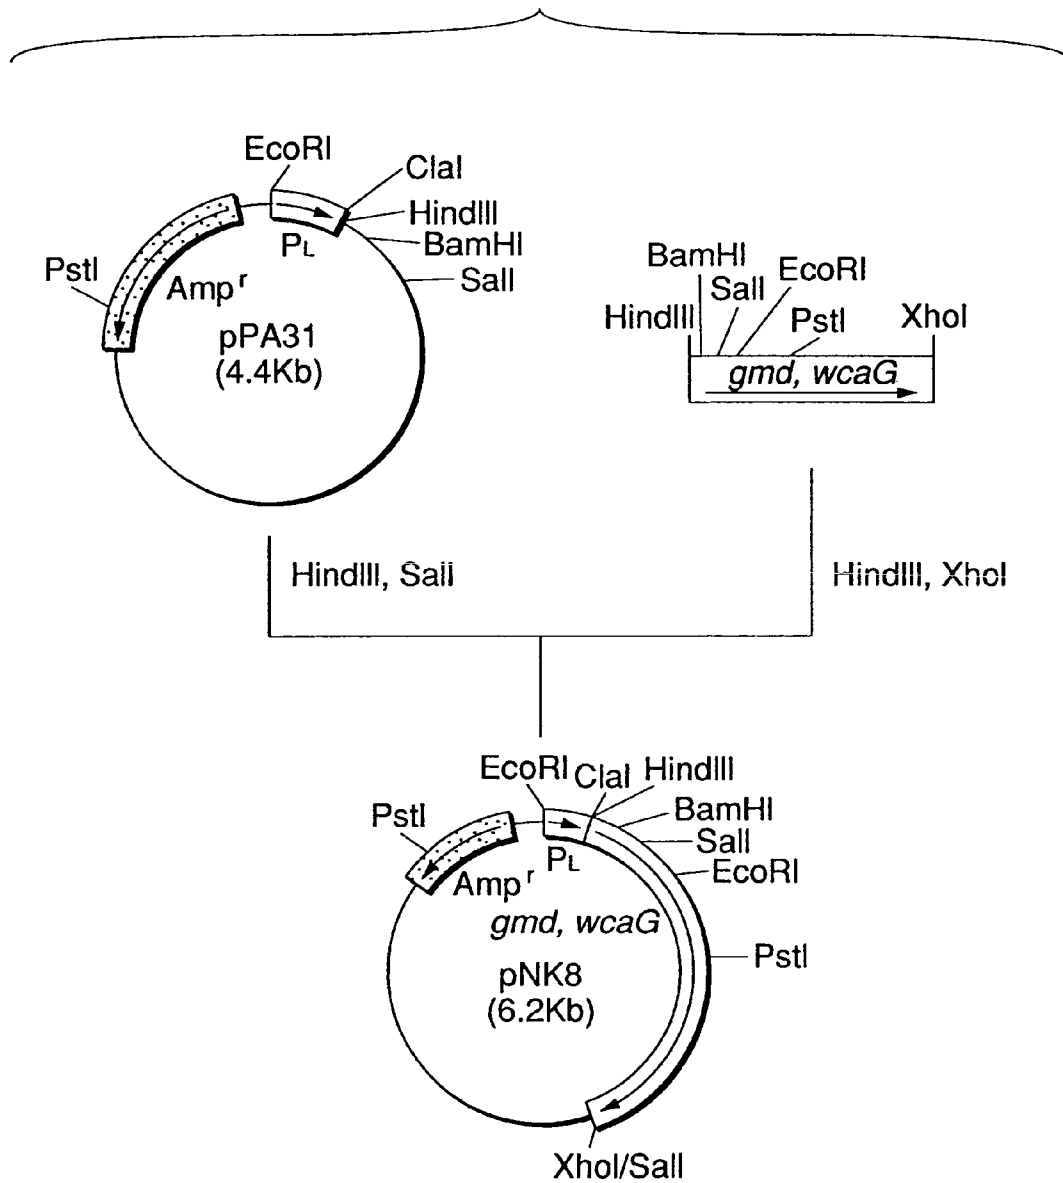 EcoRI
ClaI
HindIII
BamHI
SalI
PL
PstI
Amp r
pPA31
(4.4Kb)
BamHI
SalI
EcoRI
HindIII
PstI
XhoI
gmd, wcaG
HindIII, SalI
HindIII, XhoI
EcoRI
ClaI
HindIII
BamHI
SalI
EcoRI
PstI
PL
Amp r
gmd, wcaG
PstI
pNK8
(6.2Kb)
XhoI/SalI